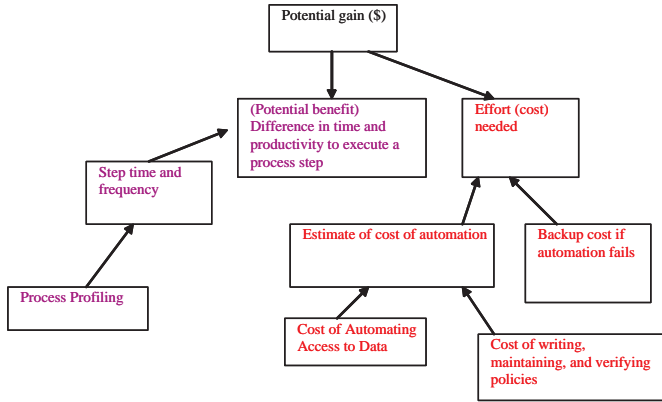 Potential gain ($)
(Potential benefit)
Difference in time and
productivity to execute a
process step
Effort (cost)
needed
Step time and
frequency
Estimate of cost of automation
Backup cost if
automation fails
Process Profiling
Cost of Automating
Access to Data
Cost of writing,
maintaining, and verifying
policies